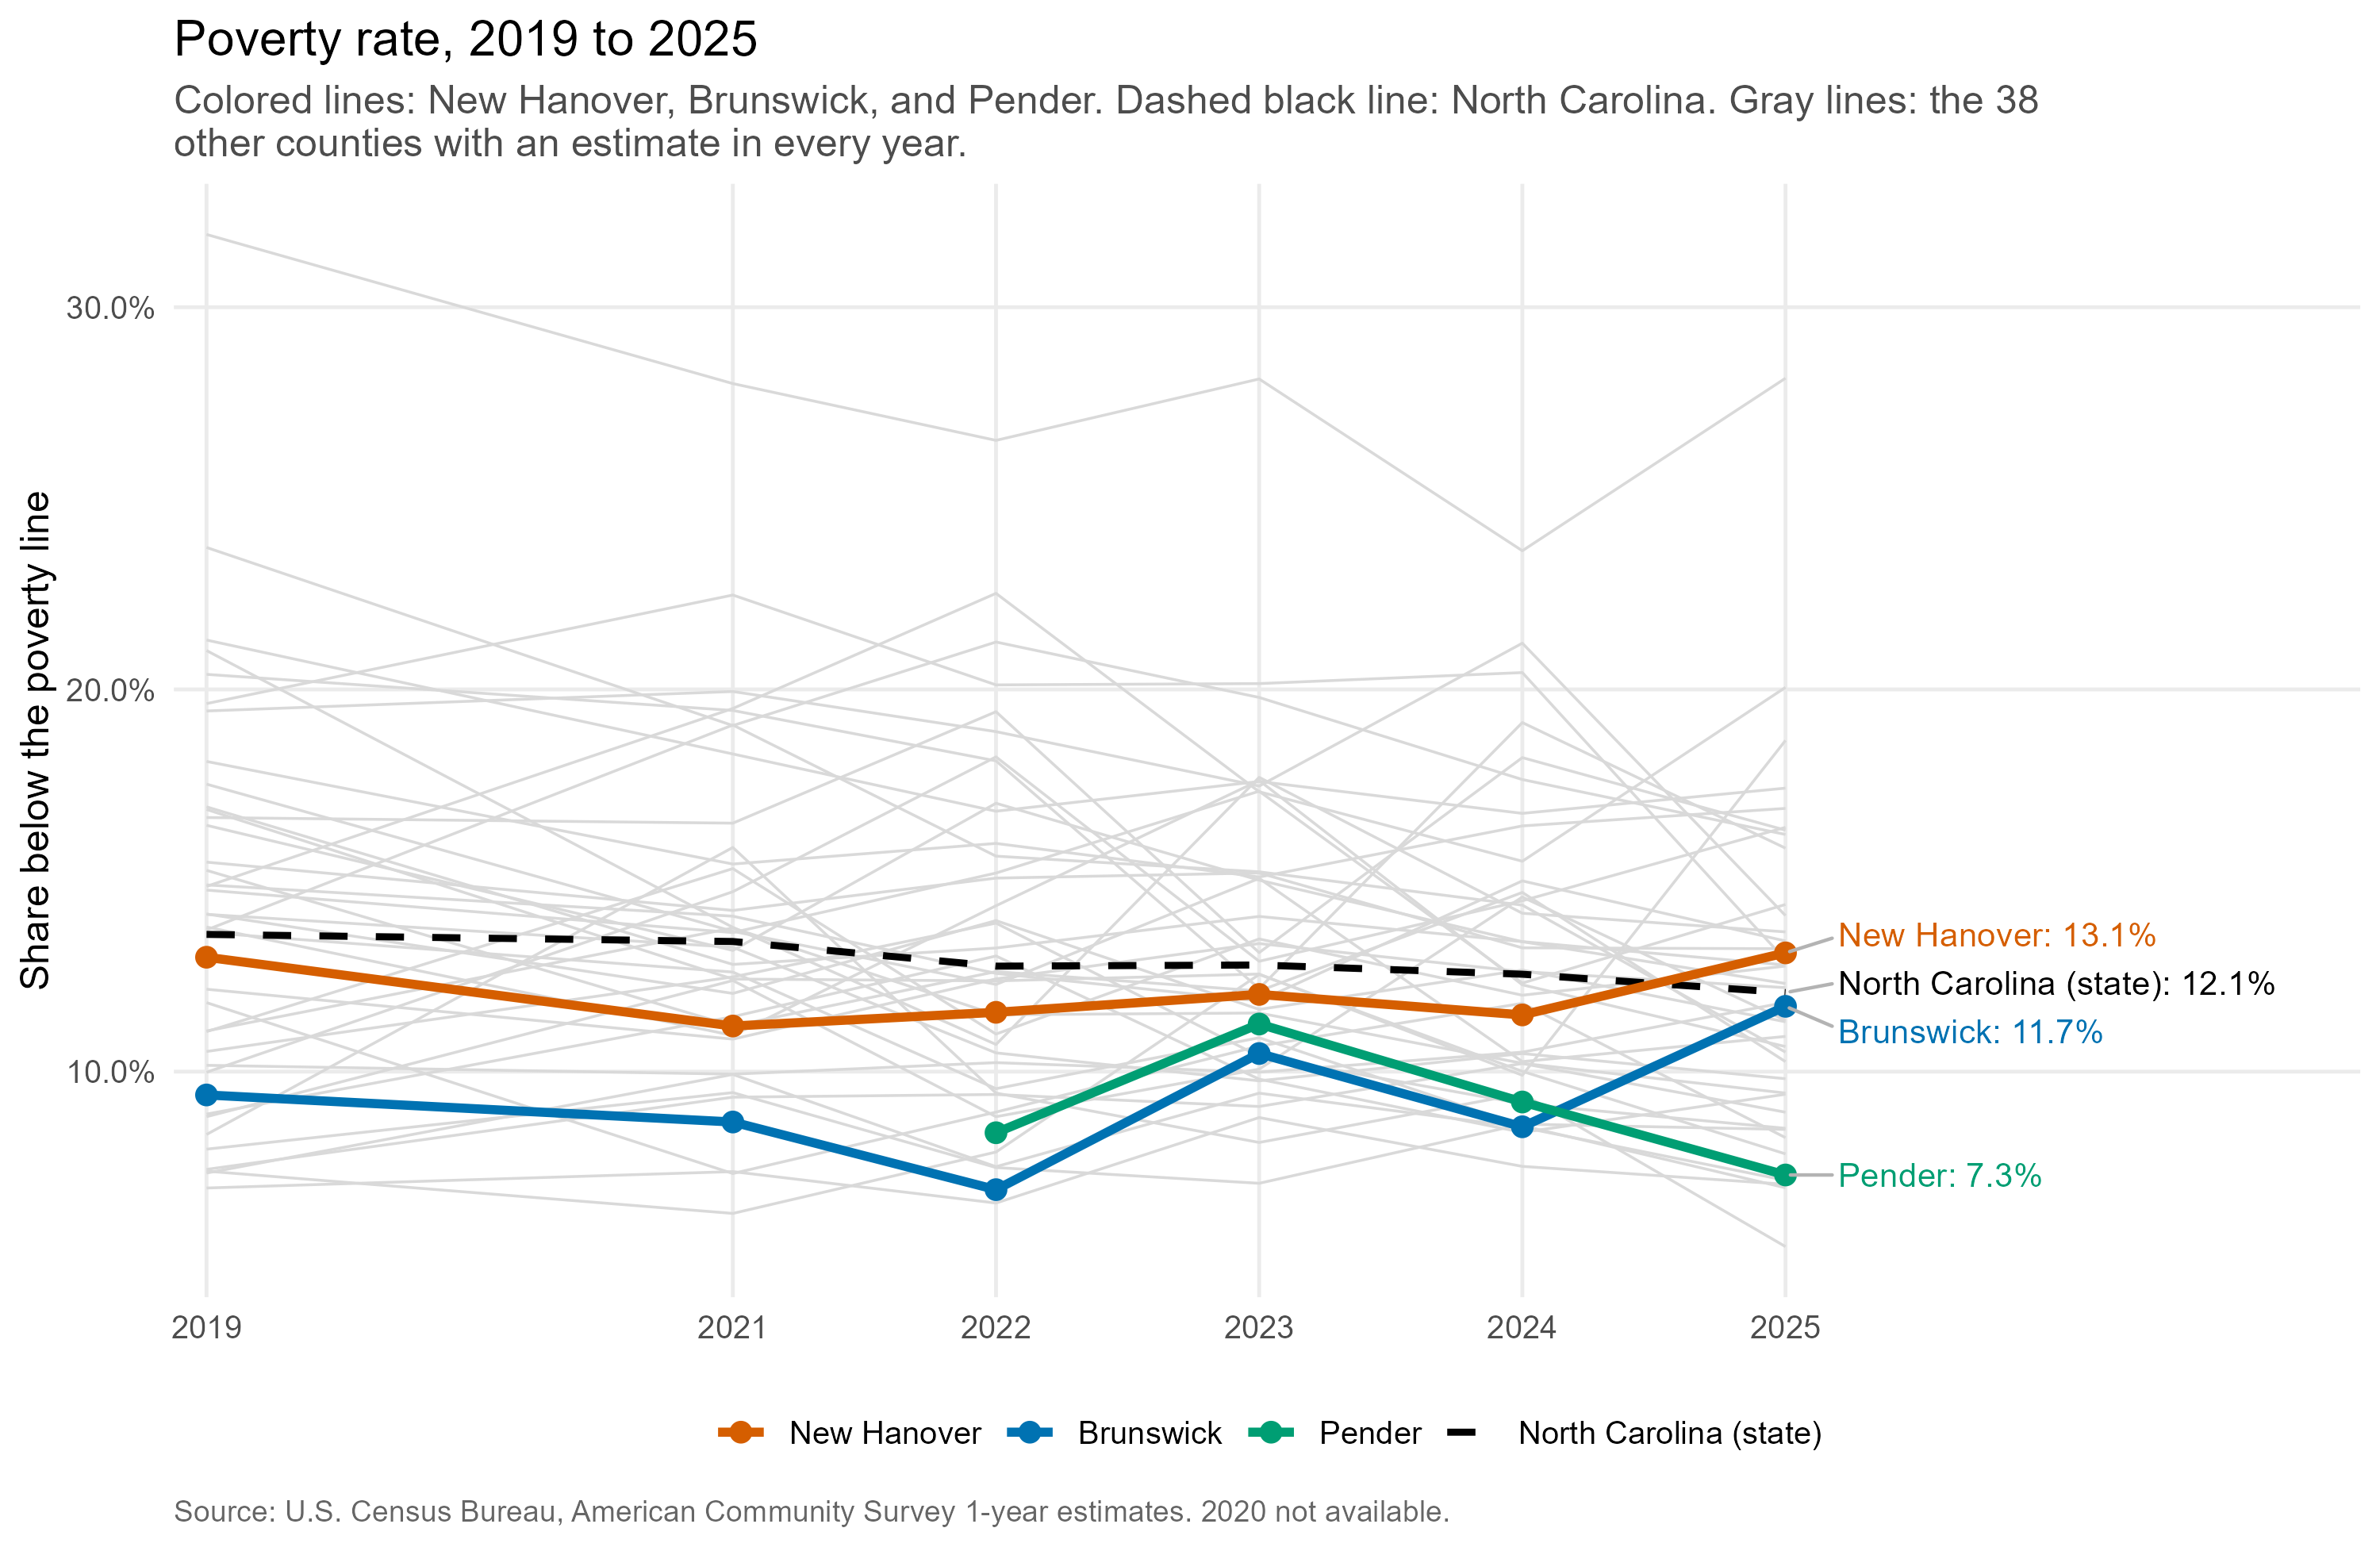 Poverty rate, 2019 to 2025
Colored lines: New Hanover, Brunswick, and Pender. Dashed black line: North Carolina. Gray lines: the 38
other counties with an estimate in every year.
Share below the poverty line
30.0%
20.0%
10.0%
New Hanover: 13.1%
North Carolina (state): 12.1%
Brunswick: 11.7%
Pender: 7.3%
2019 2021 2022 2023 2024 2025
New Hanover Brunswick Pender North Carolina (state)
Source: U.S. Census Bureau, American Community Survey 1-year estimates. 2020 not available.